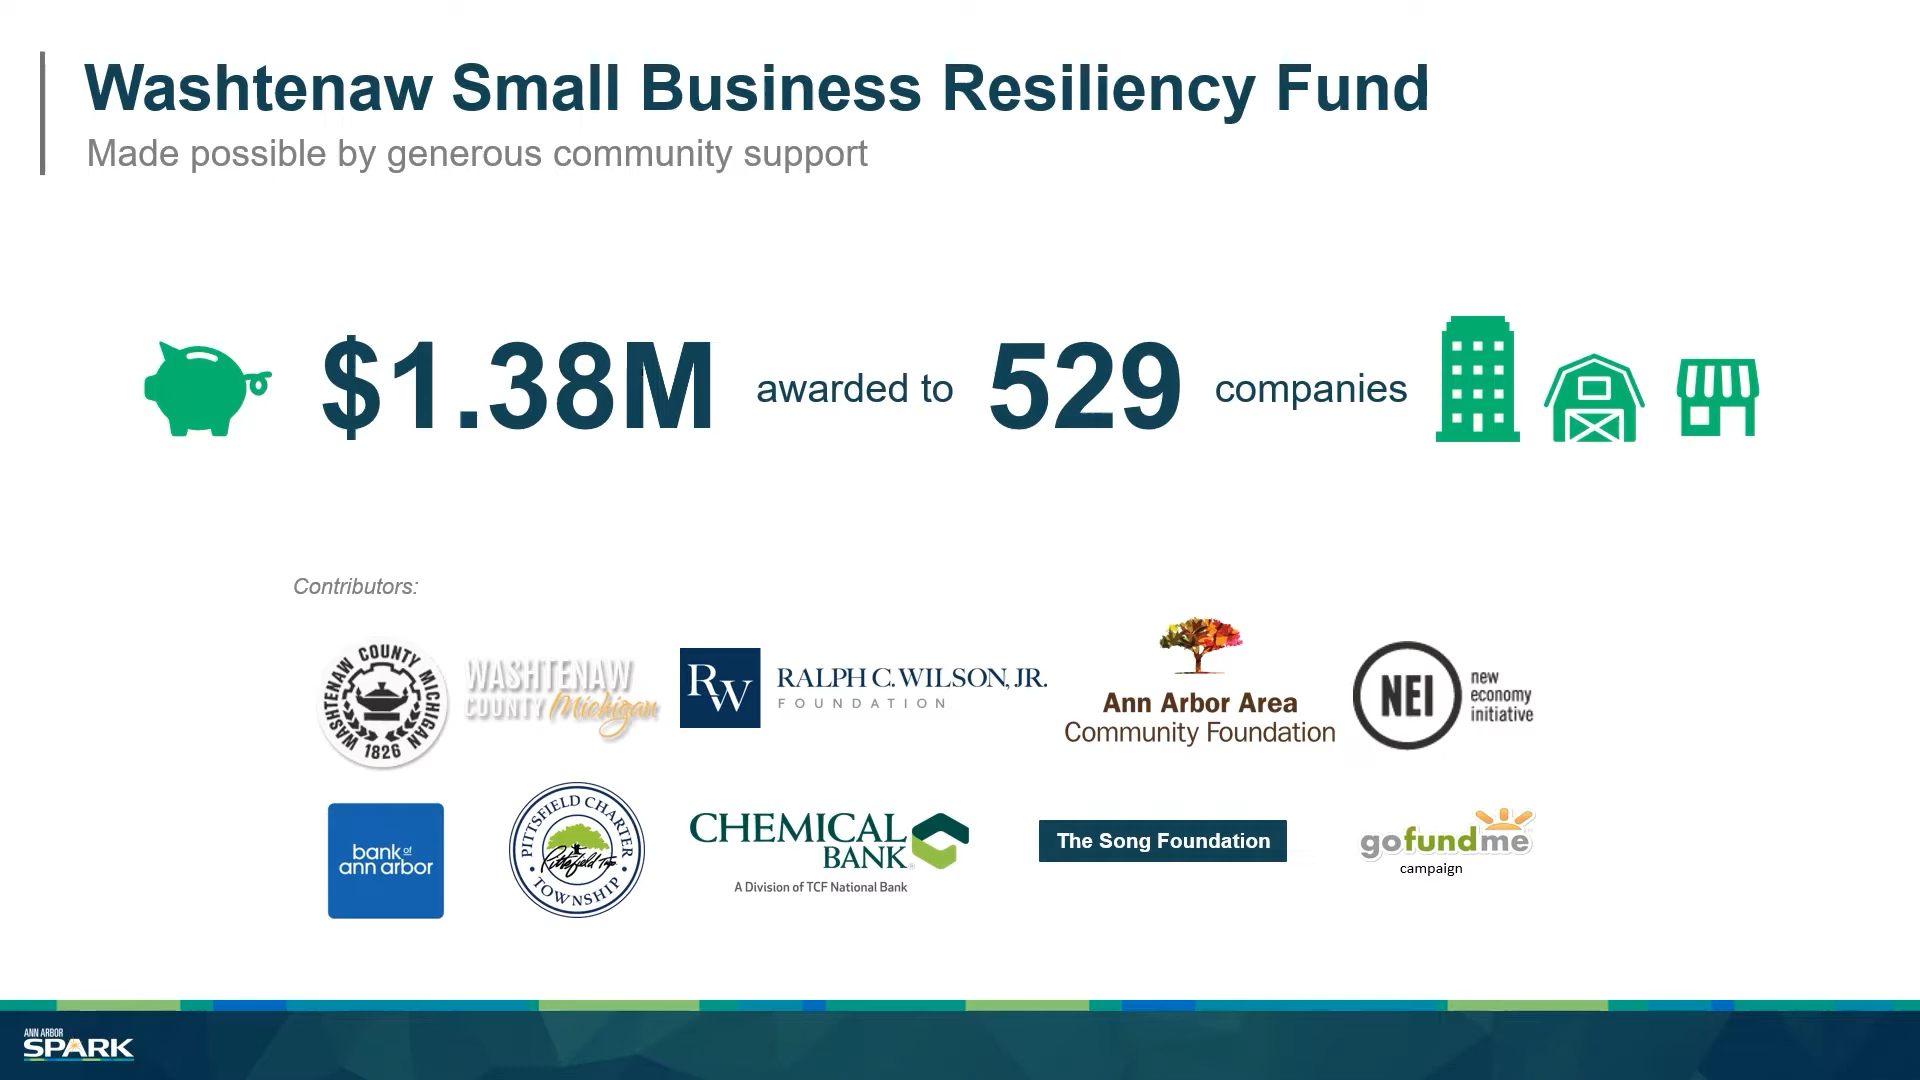 Washtenaw Small Business Resiliency Fund
Made possible by generous community support
$1.38M awarded to 529 companies
Contributors:
WASHTENAW COUNTY MICHIGAN
1826
WASHTENAW
COUNTY Michigan
RW
RALPH C. WILSON, JR.
FOUNDATION
Ann Arbor Area
Community Foundation
NEI
new
economy
initiative
bank of
ann arbor
PITTSFIELD CHARTER
Pittsfield Twp
TOWNSHIP
CHEMICAL
BANK
A Division of TCF National Bank
The Song Foundation
gofundme
campaign
ANN ARBOR
SPARK